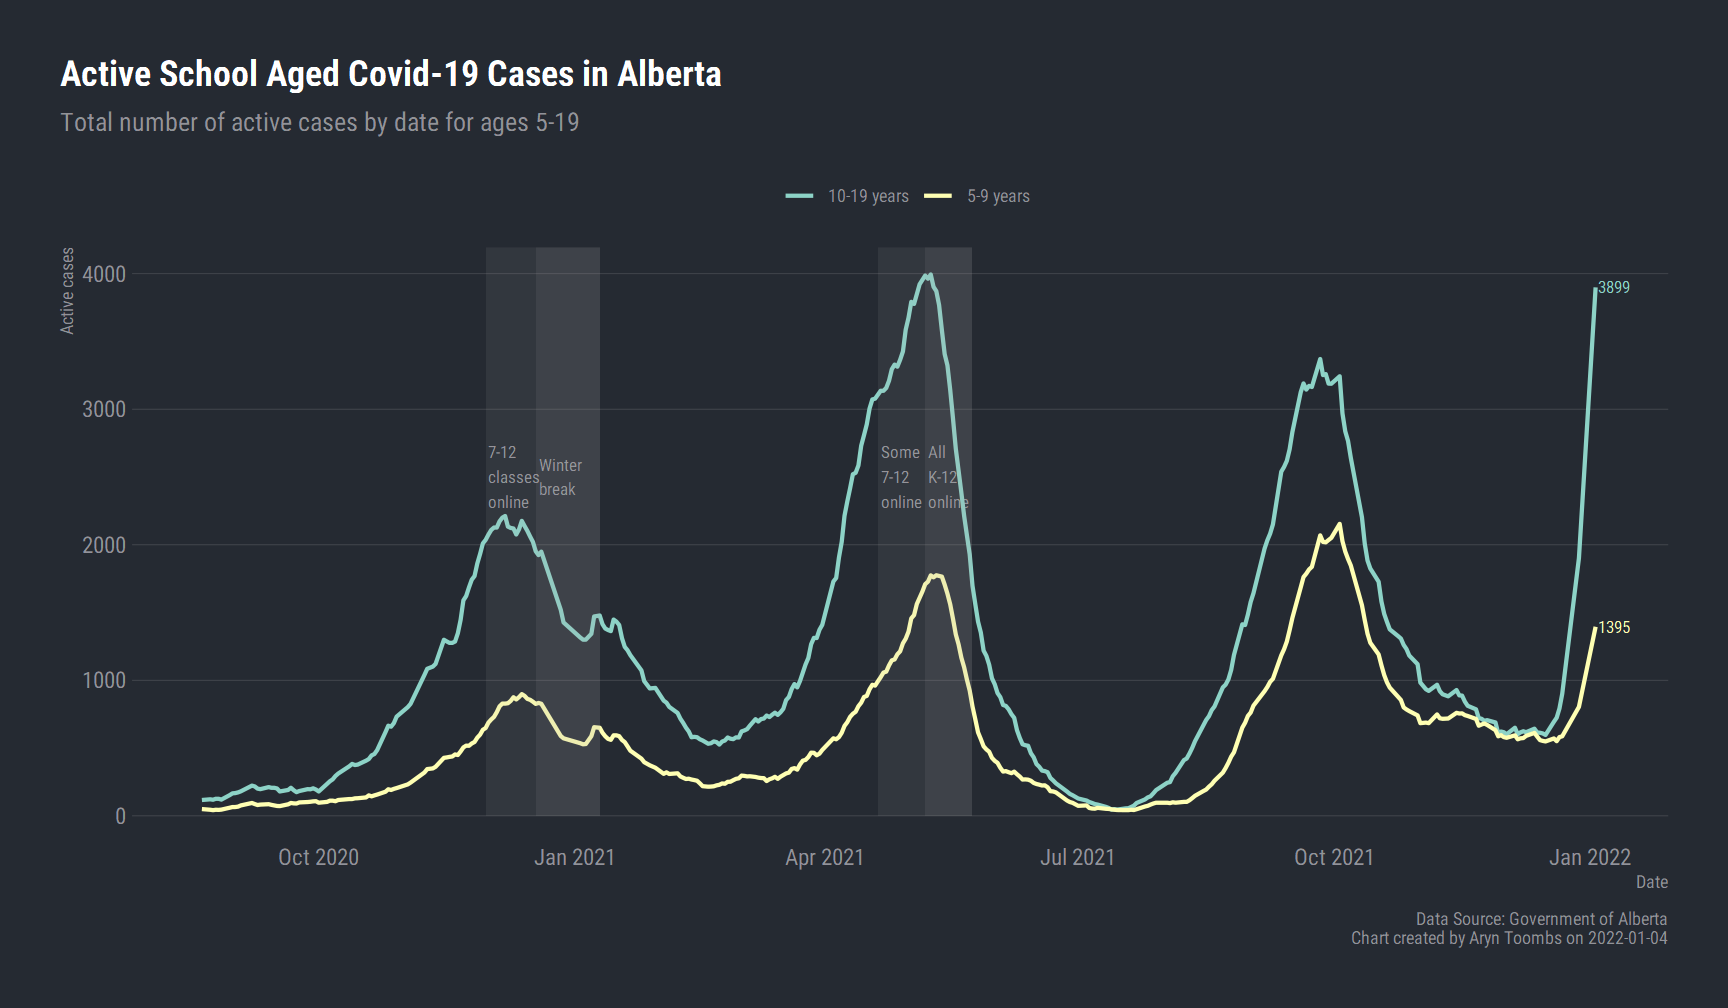 Active School Aged Covid-19 Cases in Alberta
Total number of active cases by date for ages 5-19
10-19 years
5-9 years
Active cases
4000
3000
2000
1000
0
7-12
classes
online
Winter
break
Some
7-12
online
All
K-12
online
3899
1395
Oct 2020
Jan 2021
Apr 2021
Jul 2021
Oct 2021
Jan 2022
Date
Data Source: Government of Alberta
Chart created by Aryn Toombs on 2022-01-04